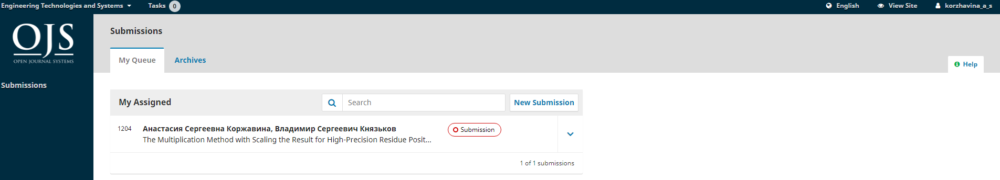 Engineering Technologies and Systems Tasks 0 English View Site korzhavina_a_s
OJS
OPEN JOURNAL SYSTEMS
Submissions
Submissions
My Queue Archives
Help
My Assigned Search New Submission
1204 Анастасия Сергеевна Коржавина, Владимир Сергеевич Князьков Submission
The Multiplication Method with Scaling the Result for High-Precision Residue Posit...
1 of 1 submissions